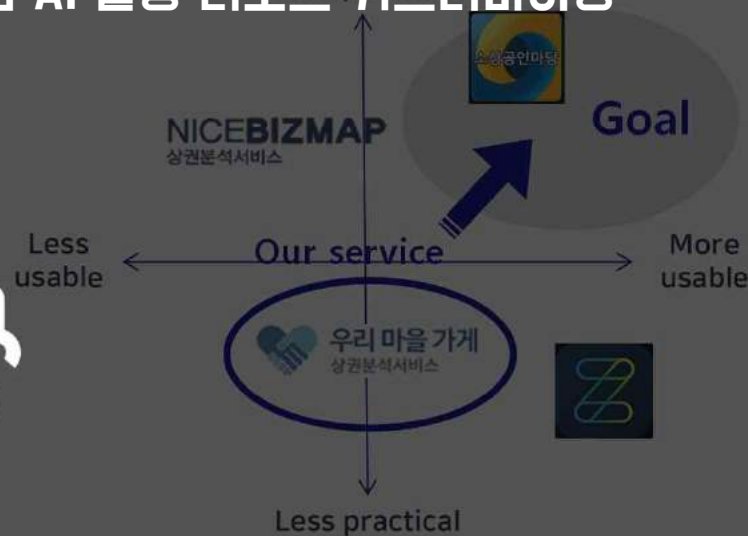 소상공인마당
Goal
NICEBIZMAP
상권분석서비스
Less
usable
Our service
More
usable
우리 마을 가게
상권분석서비스
Less practical